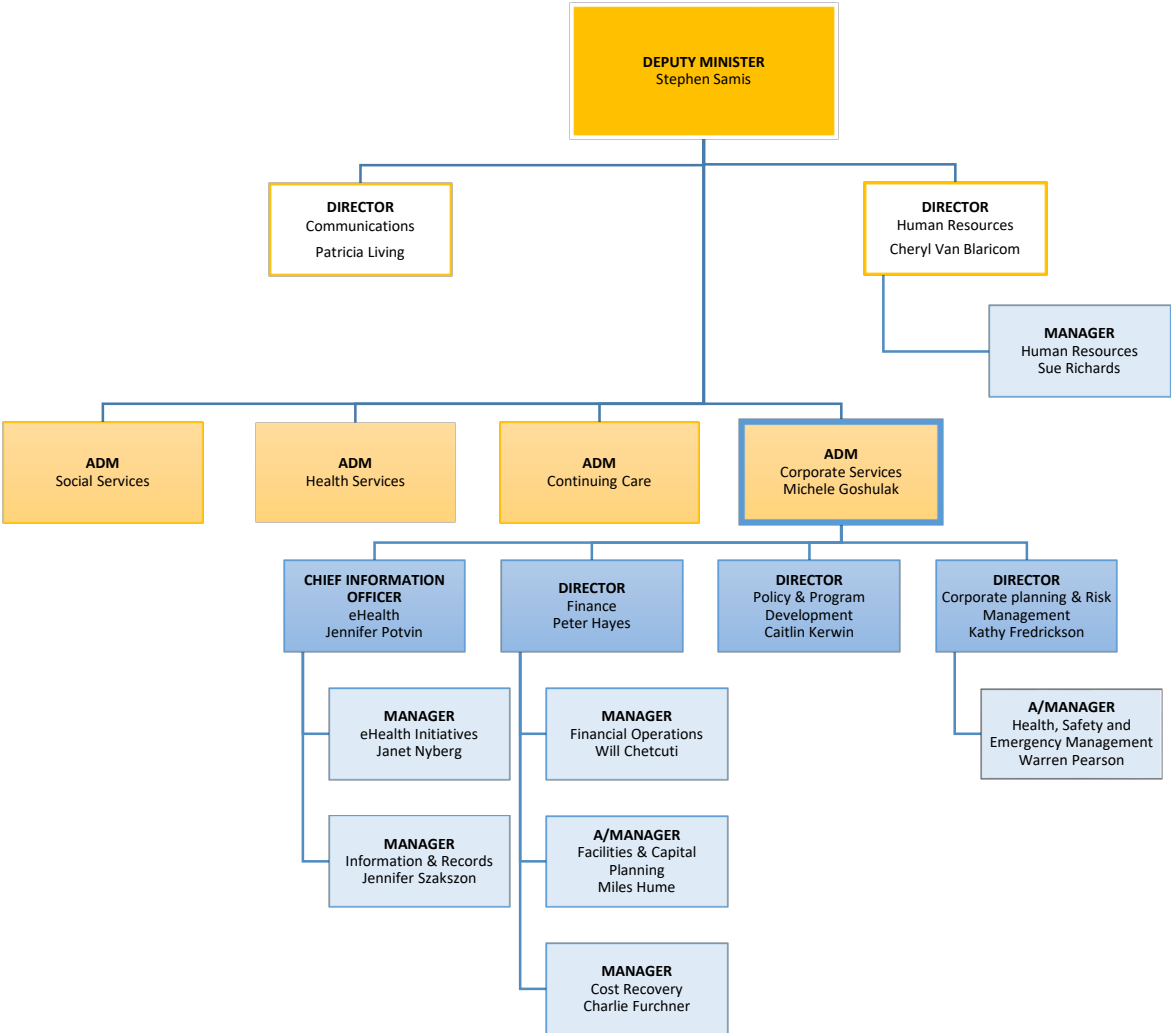 DEPUTY MINISTER
Stephen Samis
DIRECTOR
Communications
Patricia Living
DIRECTOR
Human Resources
Cheryl Van Blaricom
MANAGER
Human Resources
Sue Richards
ADM
Social Services
ADM
Health Services
ADM
Continuing Care
ADM
Corporate Services
Michele Goshulak
CHIEF INFORMATION
OFFICER
eHealth
Jennifer Potvin
DIRECTOR
Finance
Peter Hayes
DIRECTOR
Policy & Program
Development
Caitlin Kerwin
DIRECTOR
Corporate planning & Risk
Management
Kathy Fredrickson
MANAGER
eHealth Initiatives
Janet Nyberg
MANAGER
Financial Operations
Will Chetcuti
A/MANAGER
Health, Safety and
Emergency Management
Warren Pearson
MANAGER
Information & Records
Jennifer Szakszon
A/MANAGER
Facilities & Capital
Planning
Miles Hume
MANAGER
Cost Recovery
Charlie Furchner